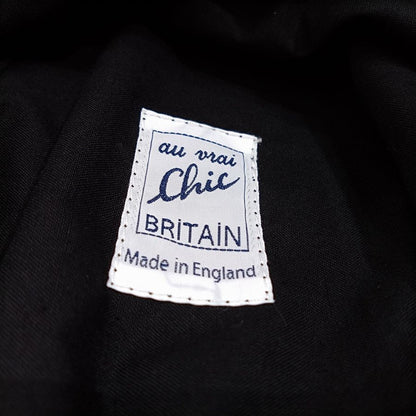 au vrai
Chic
BRITAIN
Made in England